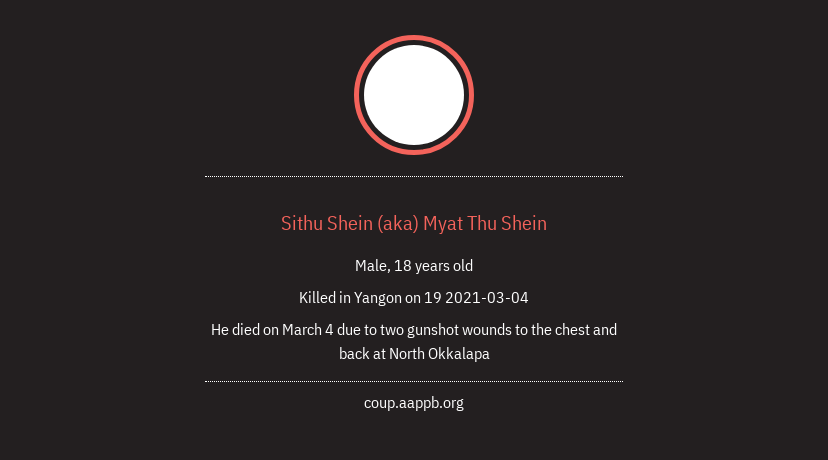 Sithu Shein (aka) Myat Thu Shein
Male, 18 years old
Killed in Yangon on 19 2021-03-04
He died on March 4 due to two gunshot wounds to the chest and
back at North Okkalapa
coup.aappb.org